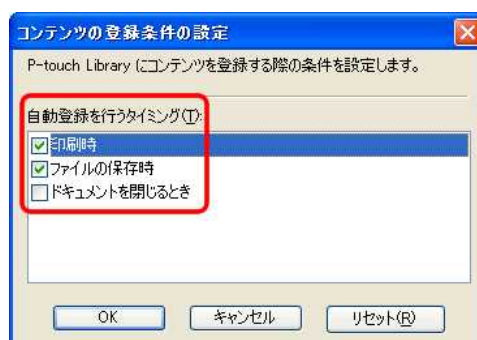 コンテンツの登録条件の設定
P-touch Library にコンテンツを登録する際の条件を設定します。
自動登録を行うタイミング(T):
印刷時
ファイルの保存時
ドキュメントを閉じるとき
OK キャンセル リセット(R)